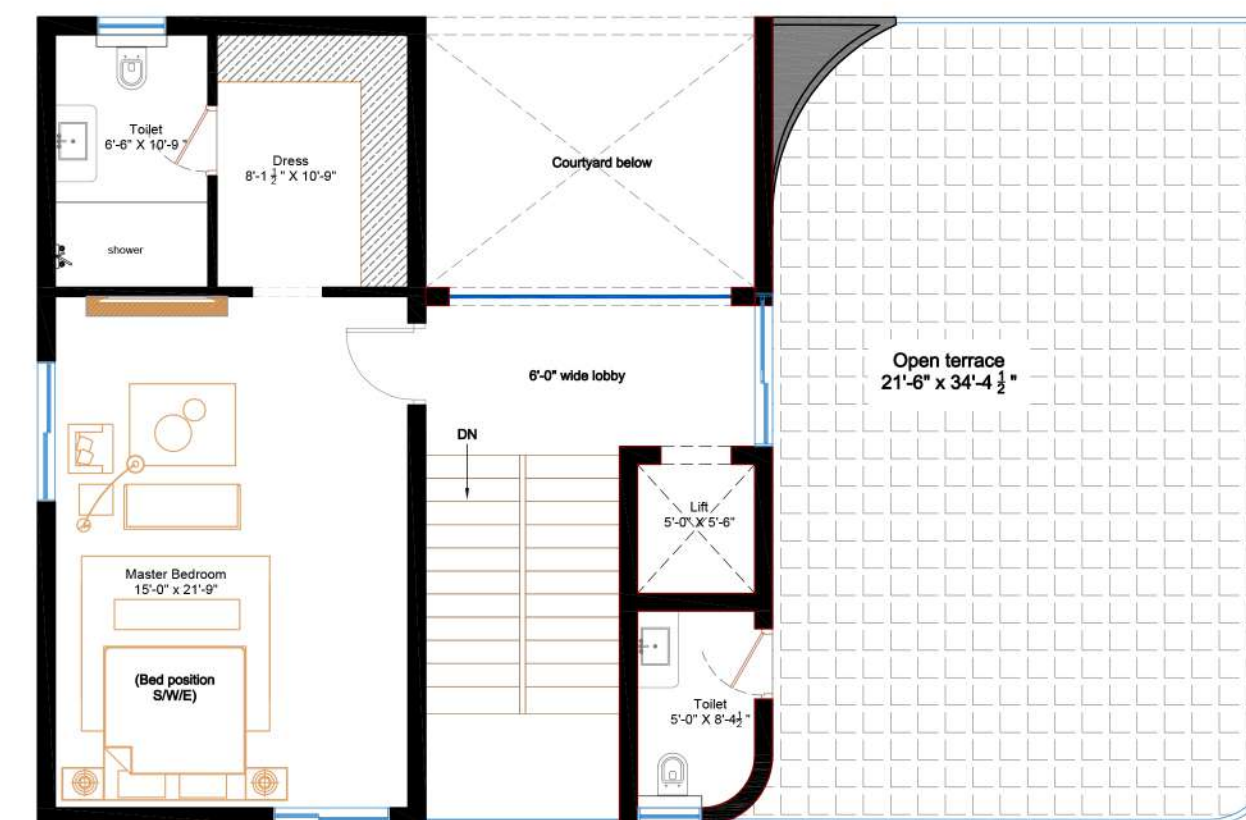 Toilet
6'-6" X 10'-9 "
Dress
8'-1 1/2 " X 10'-9"
Courtyard below
shower
Open terrace
21'-6" x 34'-4 1/2 "
6'-0" wide lobby
DN
Lift
5'-0" X 5'-6"
Master Bedroom
15'-0" x 21'-9"
(Bed position
S/W/E)
Toilet
5'-0" X 8'-4 1/2 "